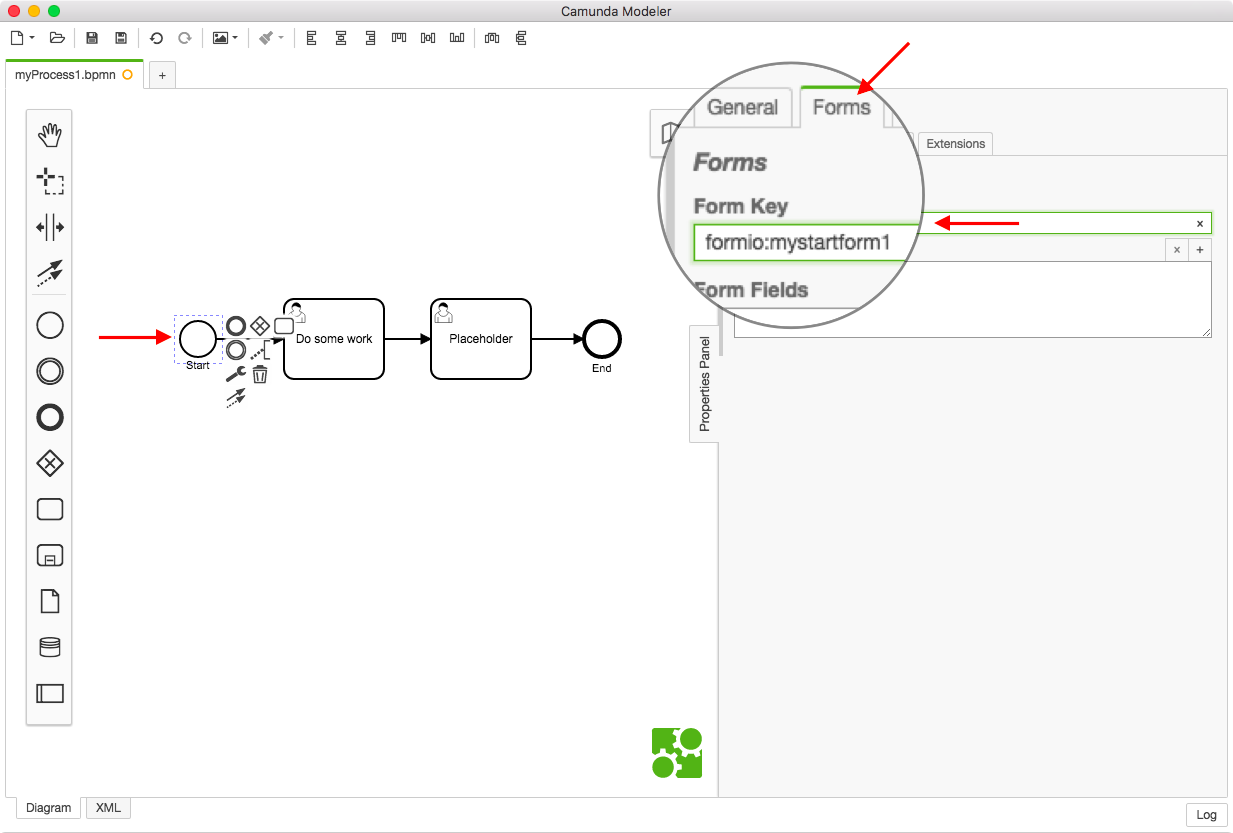 Camunda Modeler
myProcess1.bpmn
+
General
Forms
Extensions
Forms
Form Key
formio:mystartform1
×
× +
Form Fields
Do some work
Placeholder
Start
End
Properties Panel
Diagram
XML
Log